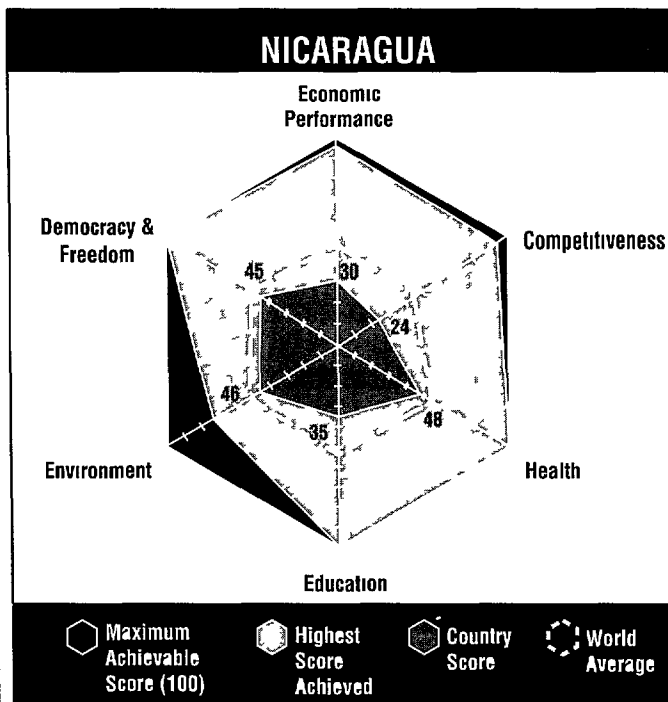 NICARAGUA
Economic
Performance
Democracy &
Freedom
Competitiveness
45
30
24
46
35
48
Environment
Health
Education
Maximum
Achievable
Score (100)
Highest
Score
Achieved
Country
Score
World
Average